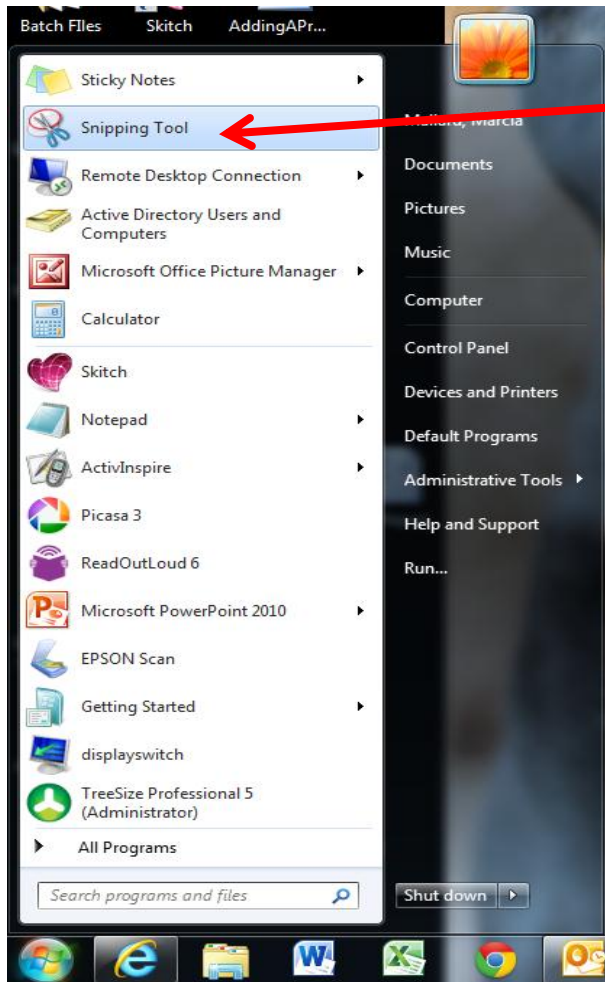 Batch FIles Skitch AddingAPr...
Sticky Notes
Snipping Tool
Remote Desktop Connection
Active Directory Users and
Computers
Microsoft Office Picture Manager
Calculator
Skitch
Notepad
ActivInspire
Picasa 3
ReadOutLoud 6
Microsoft PowerPoint 2010
EPSON Scan
Getting Started
displayswitch
TreeSize Professional 5
(Administrator)
All Programs
Search programs and files
Marcia
Documents
Pictures
Music
Computer
Control Panel
Devices and Printers
Default Programs
Administrative Tools
Help and Support
Run...
Shut down